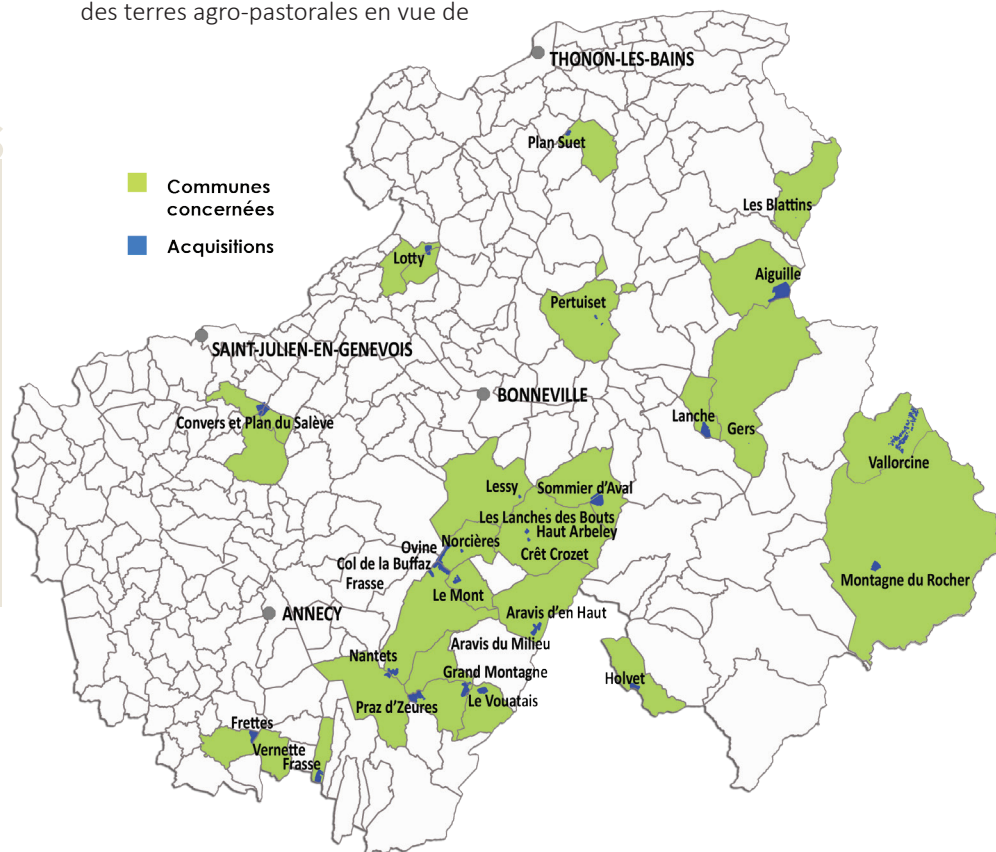 des terres agro-pastorales en vue de
THONON-LES-BAINS
Plan Suet
Communes
concernées
Les Blattins
Acquisitions
Lotty
Aiguille
Pertuiset
SAINT-JULIEN-EN-GENEVOIS
BONNEVILLE
Convers et Plan du Salève
Lanche
Gers
Vallorcine
Lessy
Sommier d'Aval
Les Lanches des Bouts
Haut Arbeley
Norcières
Ovine
Crêt Crozet
Col de la Buffaz
Frasse
Montagne du Rocher
Le Mont
ANNECY
Aravis d'en Haut
Aravis du Milieu
Nantets
Grand Montagne
Holvet
Le Vouatais
Praz d'Zeures
Frettes
Vernette
Frasse